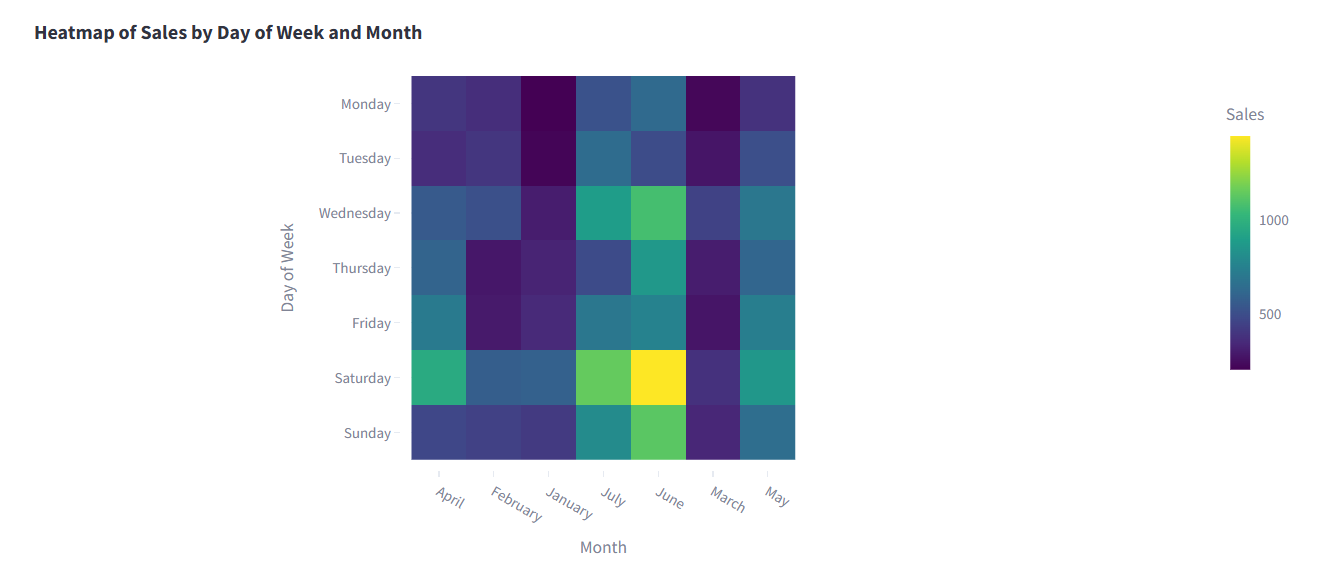 Heatmap of Sales by Day of Week and Month
Monday
Tuesday
Wednesday
Thursday
Friday
Saturday
Sunday
Day of Week
April
February
January
July
June
March
May
Month
Sales
1000
500